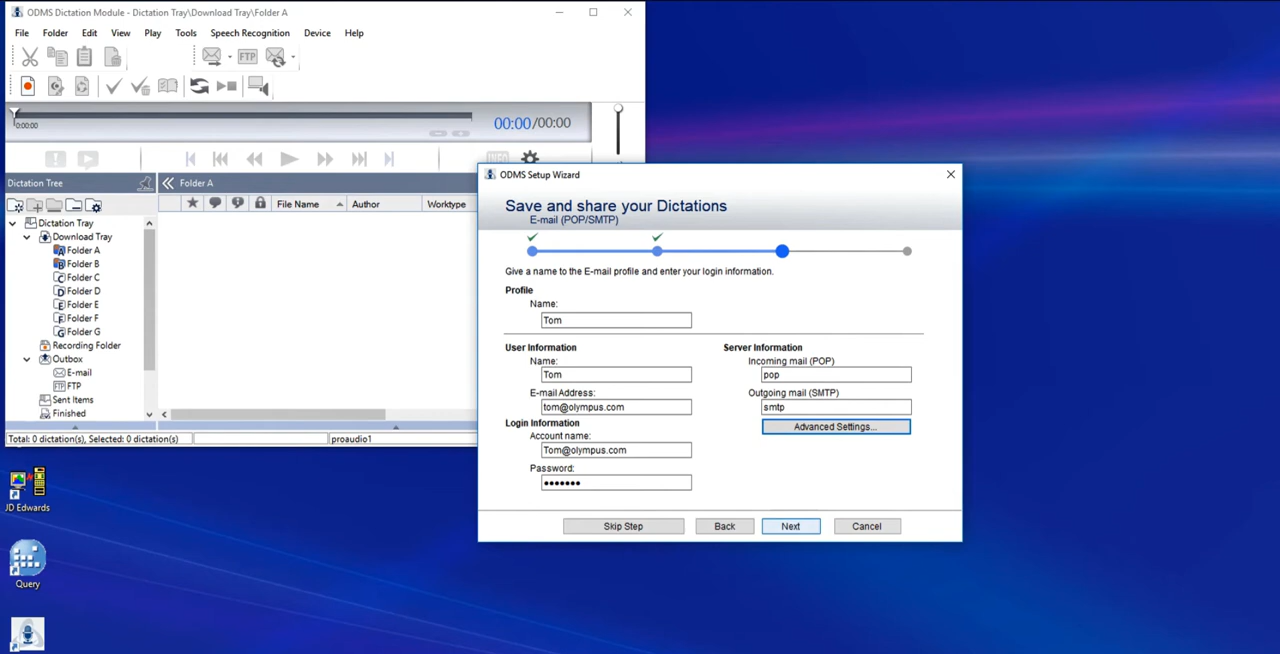 ODMS Dictation Module - Dictation Tray\Download Tray\Folder A
File Folder Edit View Play Tools Speech Recognition Device Help
FTP
0:00:00
00:00/00:00
INFO
Dictation Tree
Folder A
File Name Author Worktype
Dictation Tray
Download Tray
A Folder A
B Folder B
C Folder C
D Folder D
E Folder E
F Folder F
G Folder G
Recording Folder
Outbox
E-mail
FTP FTP
Sent Items
Finished
Total: 0 dictation(s), Selected: 0 dictation(s) proaudio1
ODMS Setup Wizard
Save and share your Dictations
E-mail (POP/SMTP)
Give a name to the E-mail profile and enter your login information.
Profile
Name:
Tom
User Information
Name:
Tom
E-mail Address:
tom@olympus.com
Login Information
Account name:
Tom@olympus.com
Password:
•••••••
Server Information
Incoming mail (POP)
pop
Outgoing mail (SMTP)
smtp
Advanced Settings...
Skip Step Back Next Cancel
JD Edwards
Query